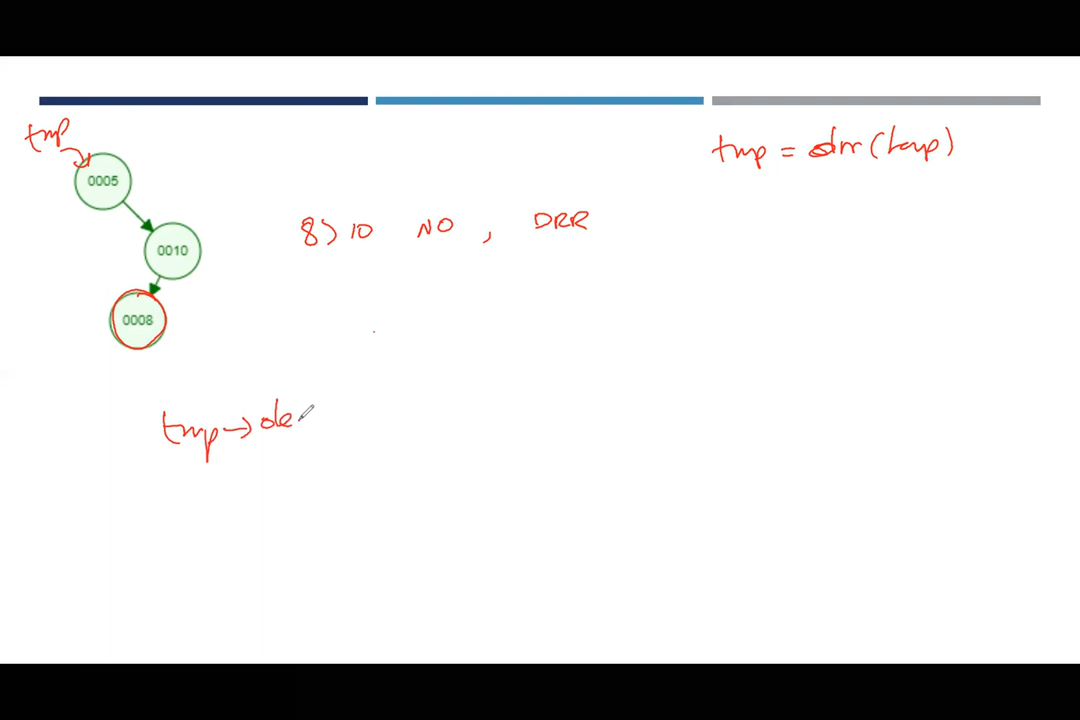 tmp
0005
tmp = drr(tmp)
0010
8 > 10 NO , DRR
0008
tmp → de